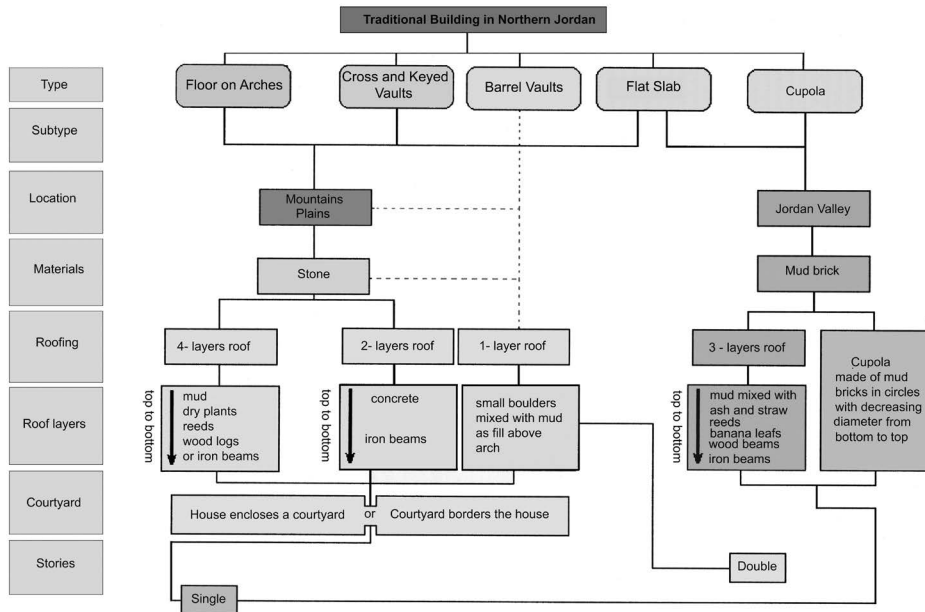 Traditional Building in Northern Jordan
Type
Floor on Arches
Cross and Keyed
Vaults
Barrel Vaults
Flat Slab
Cupola
Subtype
Location
Mountains
Plains
Jordan Valley
Materials
Stone
Mud brick
Roofing
4- layers roof
2- layers roof
1- layer roof
3 - layers roof
Cupola
made of mud
bricks in circles
with decreasing
diameter from
bottom to top
Roof layers
top to bottom
mud
dry plants
reeds
wood logs
or iron beams
top to bottom
concrete
iron beams
small boulders
mixed with mud
as fill above
arch
top to bottom
mud mixed with
ash and straw
reeds
banana leafs
wood beams
iron beams
Courtyard
House encloses a courtyard
or
Courtyard borders the house
Stories
Double
Single